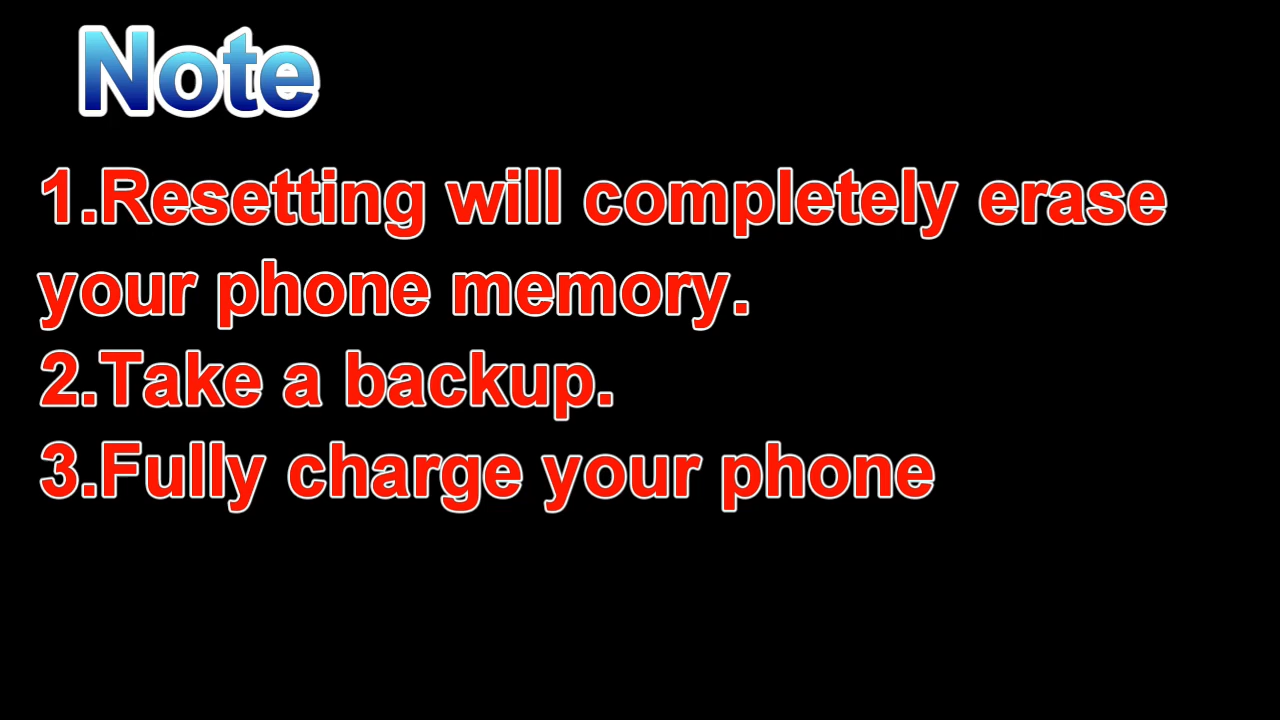 Note
1.Resetting will completely erase
your phone memory.
2.Take a backup.
3.Fully charge your phone